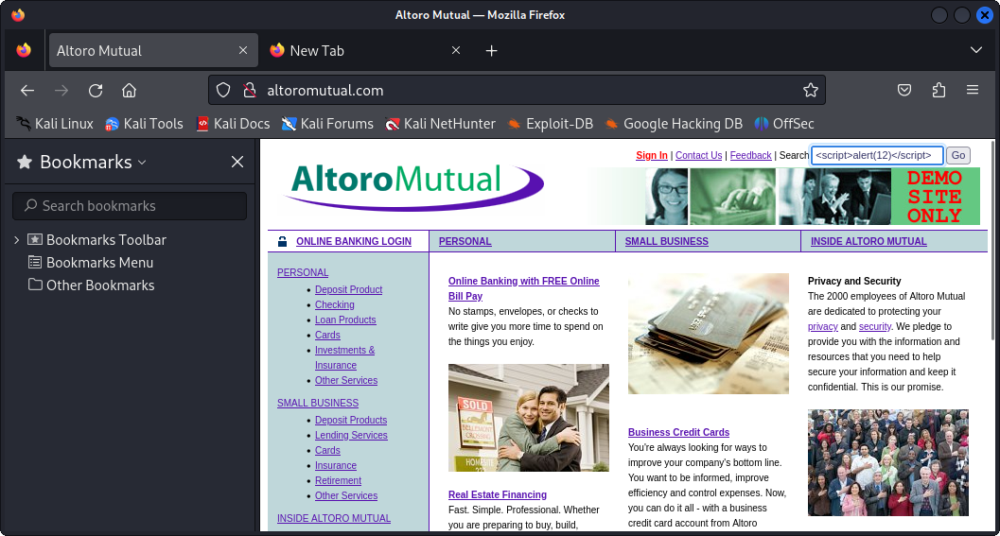 Altoro Mutual — Mozilla Firefox
Altoro Mutual
New Tab
altoromutual.com
Kali Linux Kali Tools Kali Docs Kali Forums Kali NetHunter Exploit-DB Google Hacking DB OffSec
Bookmarks
Search bookmarks
Bookmarks Toolbar
Bookmarks Menu
Other Bookmarks
Sign In | Contact Us | Feedback | Search <script>alert(12)</script> Go
AltoroMutual
DEMO
SITE
ONLY
ONLINE BANKING LOGIN PERSONAL SMALL BUSINESS INSIDE ALTORO MUTUAL
PERSONAL
Deposit Product
Checking
Loan Products
Cards
Investments &
Insurance
Other Services
SMALL BUSINESS
Deposit Products
Lending Services
Cards
Insurance
Retirement
Other Services
INSIDE ALTORO MUTUAL
Online Banking with FREE Online
Bill Pay
No stamps, envelopes, or checks to
write give you more time to spend on
the things you enjoy.
SOLD
Real Estate Financing
Fast. Simple. Professional. Whether
you are preparing to buy, build,
Business Credit Cards
You're always looking for ways to
improve your company's bottom line.
You want to be informed, improve
efficiency and control expenses. Now,
you can do it all - with a business
credit card account from Altoro
Privacy and Security
The 2000 employees of Altoro Mutual
are dedicated to protecting your
privacy and security. We pledge to
provide you with the information and
resources that you need to help
secure your information and keep it
confidential. This is our promise.